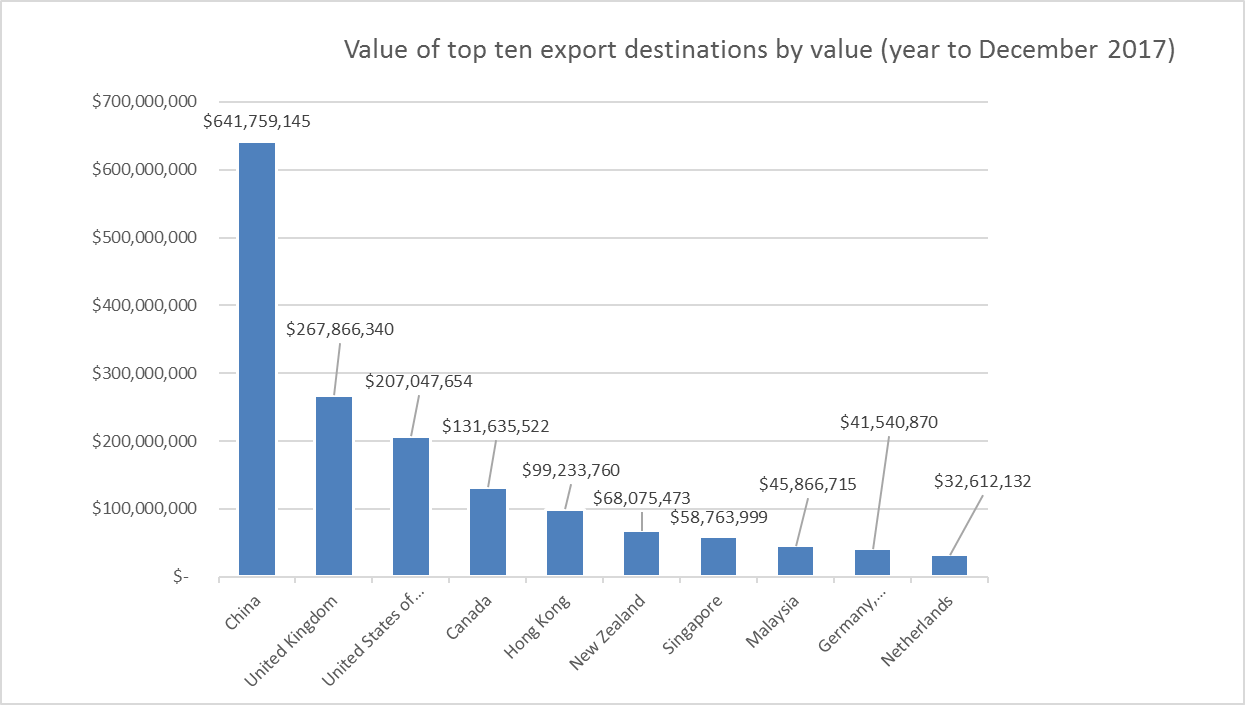 Value of top ten export destinations by value (year to December 2017)
$700,000,000
$600,000,000
$500,000,000
$400,000,000
$300,000,000
$200,000,000
$100,000,000
$-
$641,759,145
$267,866,340
$207,047,654
$131,635,522
$99,233,760
$68,075,473
$58,763,999
$45,866,715
$41,540,870
$32,612,132
China
United Kingdom
United States of...
Canada
Hong Kong
New Zealand
Singapore
Malaysia
Germany,...
Netherlands